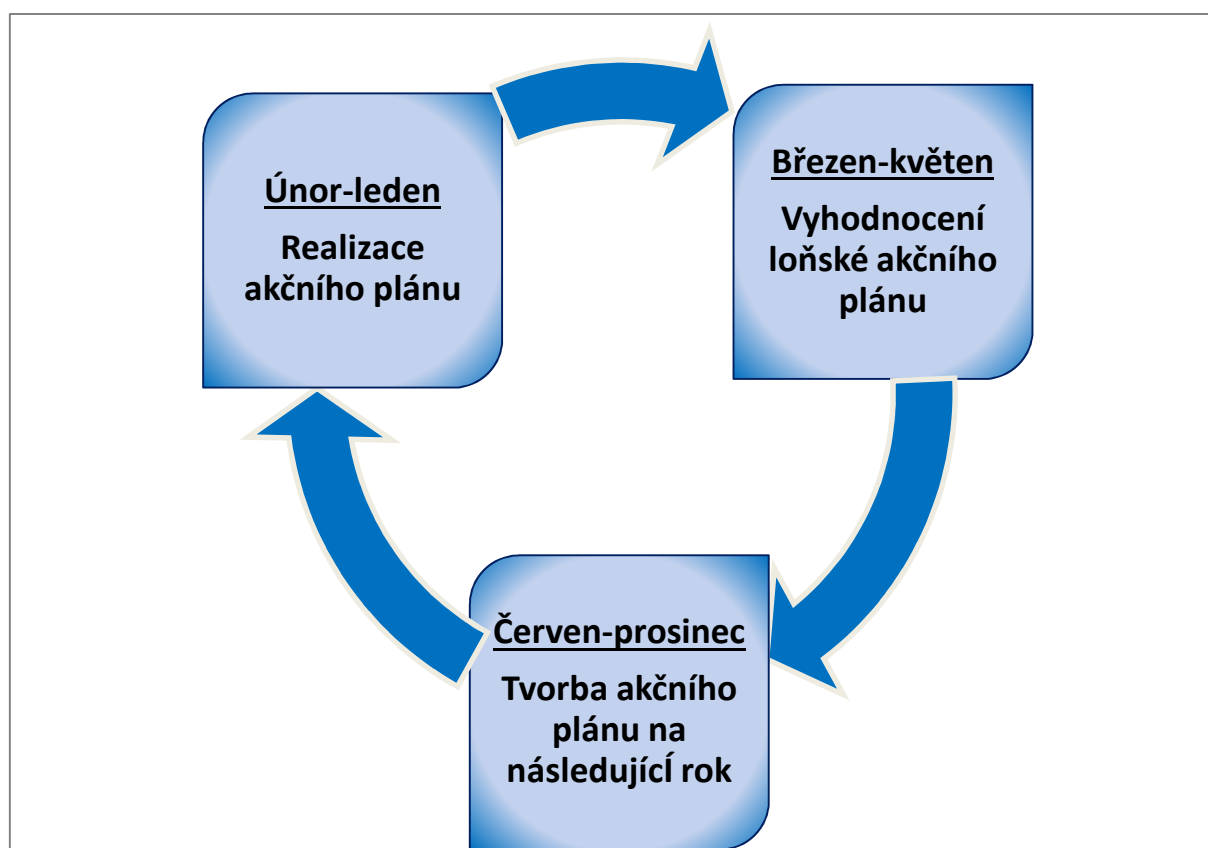 Únor-leden
Realizace
akčního plánu
Březen-květen
Vyhodnocení
loňské akčního
plánu
Červen-prosinec
Tvorba akčního
plánu na
následujícÍ rok